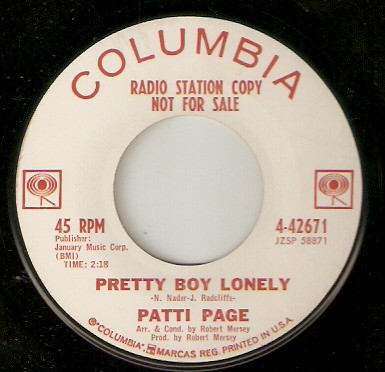 COLUMBIA
RADIO STATION COPY
NOT FOR SALE
45 RPM
Publisher:
January Music Corp.
(BMI)
TIME: 2:18
4-42671
JZSP 58871
PRETTY BOY LONELY
-N. Nader-J. Radcliffe-
PATTI PAGE
Arr. & Cond. by Robert Mersey
Prod. by Robert Mersey
®"COLUMBIA", MARCAS REG. PRINTED IN U.S.A.